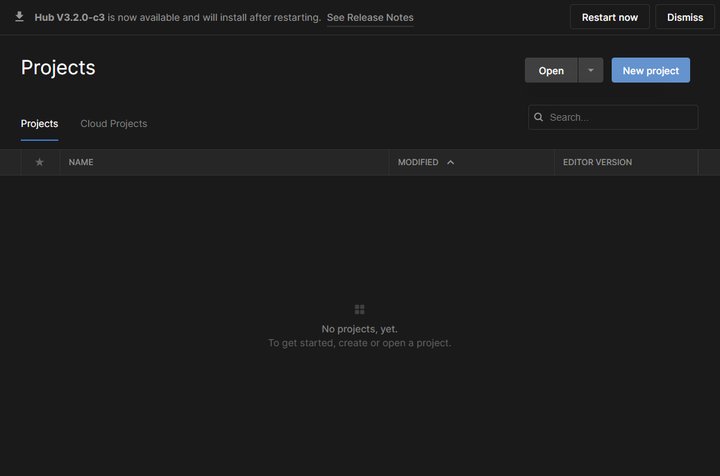 Hub V3.2.0-c3 is now available and will install after restarting. See Release Notes Restart now Dismiss
Projects
Open New project
Projects Cloud Projects
Search...
NAME MODIFIED EDITOR VERSION
No projects, yet.
To get started, create or open a project.